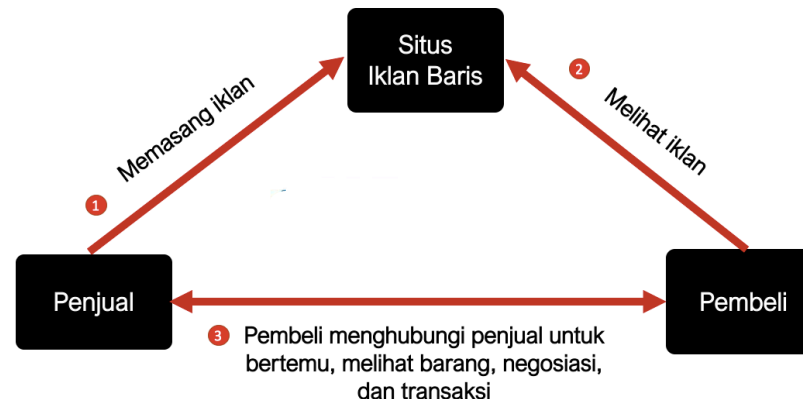 Situs
Iklan Baris
1
Memasang iklan
2
Melihat iklan
Penjual
Pembeli
3 Pembeli menghubungi penjual untuk
bertemu, melihat barang, negosiasi,
dan transaksi